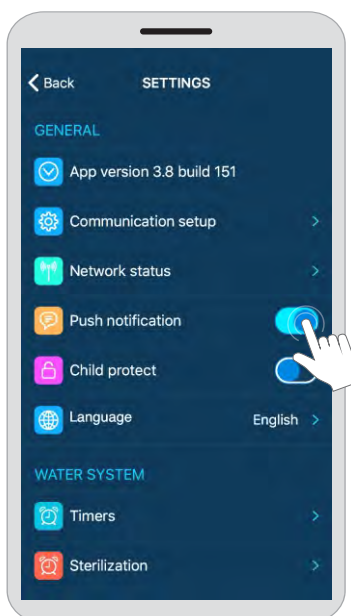 Back SETTINGS
GENERAL
App version 3.8 build 151
Communication setup
Network status
Push notification
Child protect
Language English
WATER SYSTEM
Timers
Sterilization